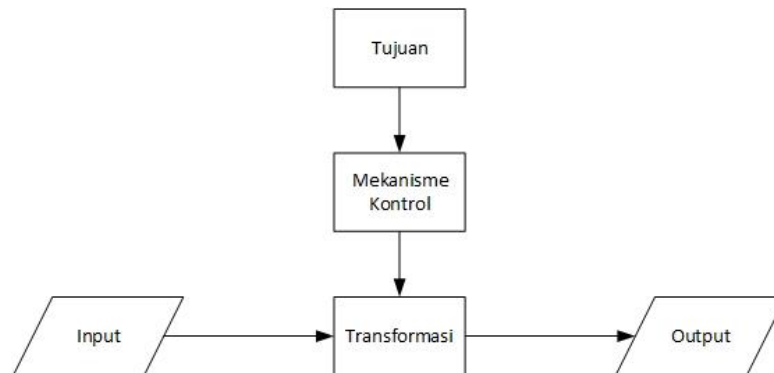 Tujuan
Mekanisme
Kontrol
Input
Transformasi
Output